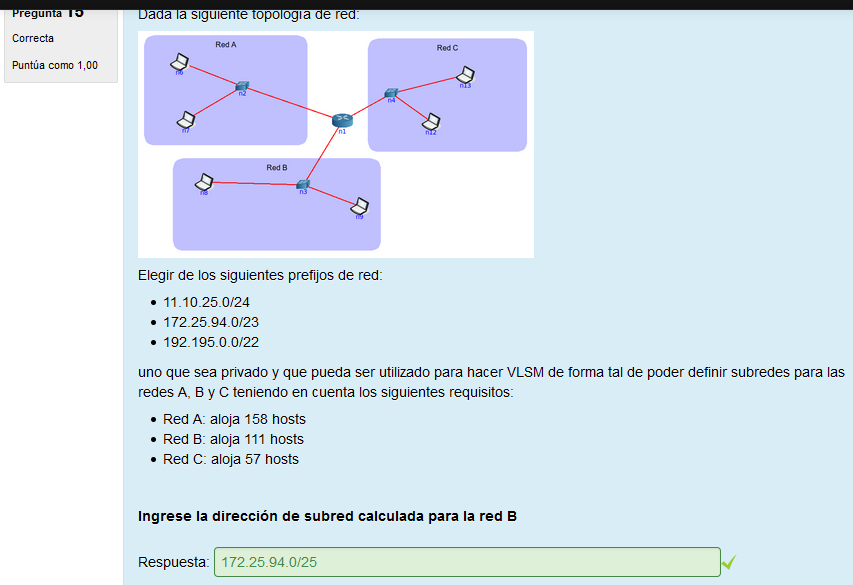 Pregunta 15
Correcta
Puntúa como 1,00
Dada la siguiente topología de red:
Red A
n6
n2
n7
Red C
n13
n4
n12
n1
Red B
n8
n3
n9
Elegir de los siguientes prefijos de red:
• 11.10.25.0/24
• 172.25.94.0/23
• 192.195.0.0/22
uno que sea privado y que pueda ser utilizado para hacer VLSM de forma tal de poder definir subredes para las
redes A, B y C teniendo en cuenta los siguientes requisitos:
• Red A: aloja 158 hosts
• Red B: aloja 111 hosts
• Red C: aloja 57 hosts
Ingrese la dirección de subred calculada para la red B
Respuesta: 172.25.94.0/25